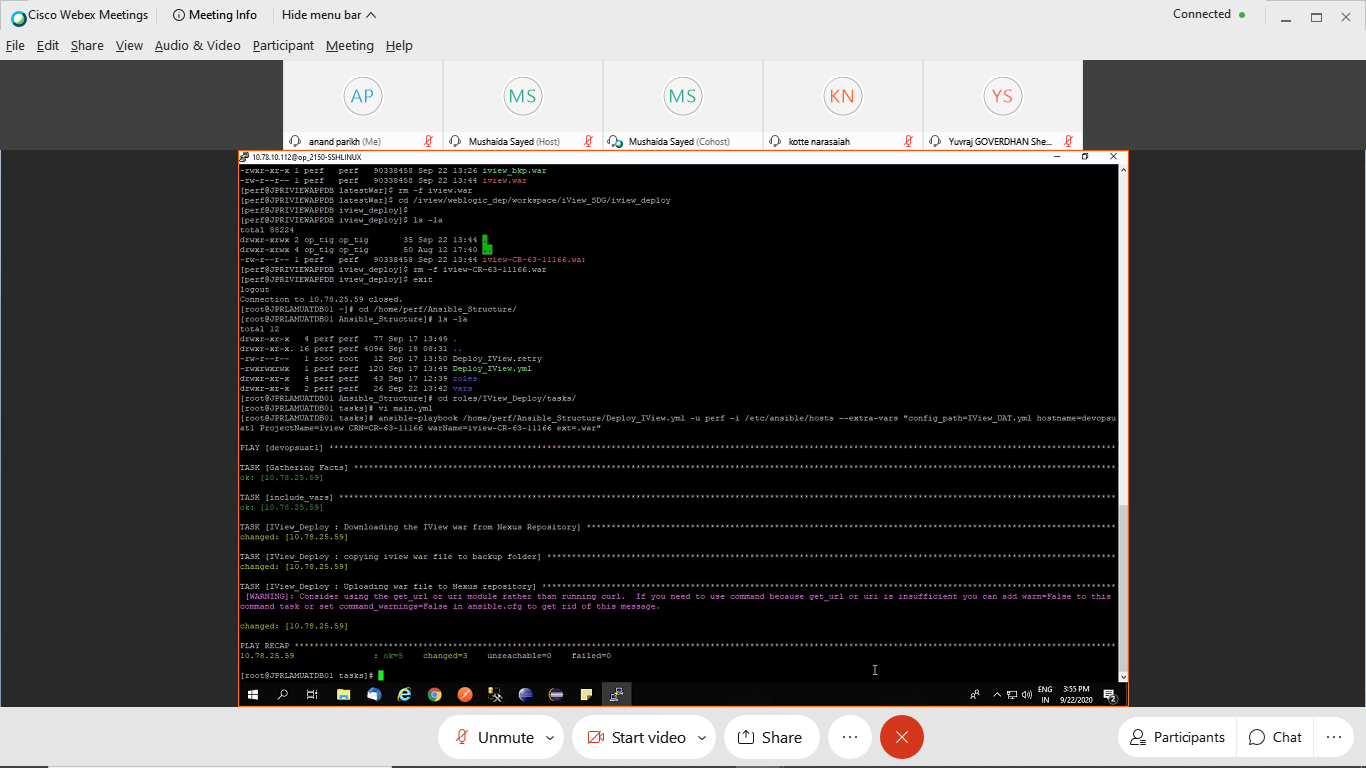 Cisco Webex Meetings Meeting Info Hide menu bar Connected
File Edit Share View Audio & Video Participant Meeting Help
AP MS MS KN YS
anand parikh (Me) Mushaida Sayed (Host) Mushaida Sayed (Cohost) kotte narasaiah Yuvraj GOVERDHAN She...
10.78.10.112@op_2150-SSHLINUX
-rwxr-xr-x 1 perf perf 90338458 Sep 22 13:26 iview_bkp.war
-rw-r--r-- 1 perf perf 90338458 Sep 22 13:44 iview.war
[perf@JPRIVIEWAPPDB latestWar]$ rm -f iview.war
[perf@JPRIVIEWAPPDB latestWar]$ cd /iview/weblogic_dep/workspace/iView_SDG/iview_deploy
[perf@JPRIVIEWAPPDB iview_deploy]$
[perf@JPRIVIEWAPPDB iview_deploy]$ ls -la
total 88224
drwxr-xrwx 2 op_tig op_tig 35 Sep 22 13:44 .
drwxr-xrwx 4 op_tig op_tig 50 Aug 12 17:40 ..
-rw-r--r-- 1 perf perf 90338458 Sep 22 13:44 iview-CR-63-11166.war
[perf@JPRIVIEWAPPDB iview_deploy]$ rm -f iview-CR-63-11166.war
[perf@JPRIVIEWAPPDB iview_deploy]$ exit
logout
Connection to 10.78.25.59 closed.
[root@JPRLAMUATDB01 ~]# cd /home/perf/Ansible_Structure/
[root@JPRLAMUATDB01 Ansible_Structure]# ls -la
total 12
drwxr-xr-x 4 perf perf 77 Sep 17 13:49 .
drwxr-xr-x. 16 perf perf 4096 Sep 18 08:31 ..
-rw-r--r-- 1 root root 12 Sep 17 13:50 Deploy_IView.retry
-rwxrwxrwx 1 perf perf 120 Sep 17 13:49 Deploy_IView.yml
drwxr-xr-x 4 perf perf 43 Sep 17 12:39 roles
drwxr-xr-x 2 perf perf 26 Sep 22 13:42 vars
[root@JPRLAMUATDB01 Ansible_Structure]# cd roles/IView_Deploy/tasks/
[root@JPRLAMUATDB01 tasks]# vi main.yml
[root@JPRLAMUATDB01 tasks]# ansible-playbook /home/perf/Ansible_Structure/Deploy_IView.yml -u perf -i /etc/ansible/hosts --extra-vars "config_path=IView_UAT.yml hostname=devopsu
at1 ProjectName=iview CRN=CR-63-11166 warName=iview-CR-63-11166 ext=.war"
PLAY [devopsuat1] ****
TASK [Gathering Facts] ****
ok: [10.78.25.59]
TASK [include_vars] ****
ok: [10.78.25.59]
TASK [IView_Deploy : Downloading the IView war from Nexus Repository] ****
changed: [10.78.25.59]
TASK [IView_Deploy : copying iview war file to backup folder] ****
changed: [10.78.25.59]
TASK [IView_Deploy : Uploading war file to Nexus repository] ****
[WARNING]: Consider using the get_url or uri module rather than running curl. If you need to use command because get_url or uri is insufficient you can add warn=False to this
command task or set command_warnings=False in ansible.cfg to get rid of this message.
changed: [10.78.25.59]
PLAY RECAP ****
10.78.25.59 : ok=5 changed=3 unreachable=0 failed=0
[root@JPRLAMUATDB01 tasks]#
ENG 3:55 PM
IN 9/22/2020 2
Unmute Start video Share Participants Chat